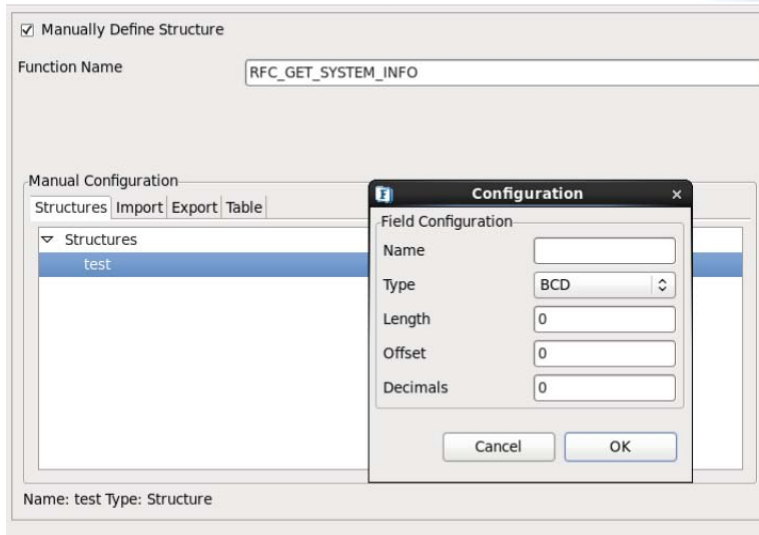 Manually Define Structure
Function Name
RFC_GET_SYSTEM_INFO
Manual Configuration
Structures Import Export Table
Structures
test
Configuration
Field Configuration
Name
Type BCD
Length 0
Offset 0
Decimals 0
Cancel OK
Name: test Type: Structure